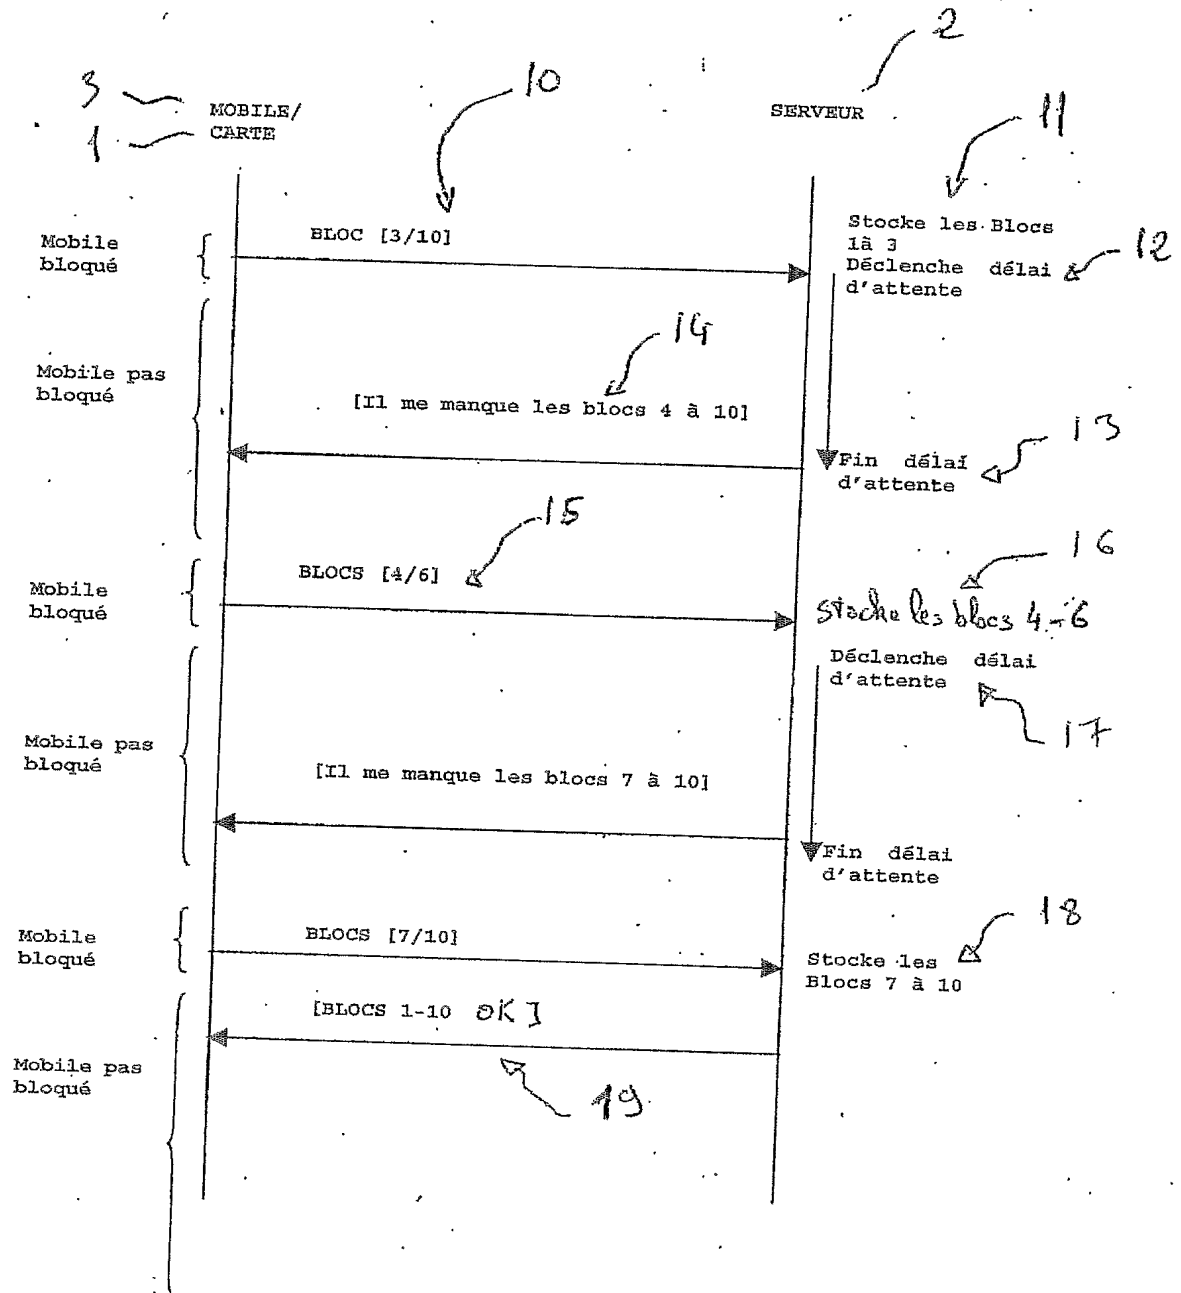 2
10
3
MOBILE/
1
CARTE
SERVEUR
11
Mobile
bloqué
BLOC [3/10]
Stocke les Blocs
1à 3
Déclenche délai
d'attente
12
14
Mobile pas
bloqué
[Il me manque les blocs 4 à 10]
13
Fin délai
d'attente
15
16
Mobile
bloqué
BLOCS [4/6]
Stocke les blocs 4-6
Déclenche délai
d'attente
17
Mobile pas
bloqué
[Il me manque les blocs 7 à 10]
Fin délai
d'attente
18
Mobile
bloqué
BLOCS [7/10]
Stocke les
Blocs 7 à 10
[BLOCS 1-10 OK]
Mobile pas
bloqué
19